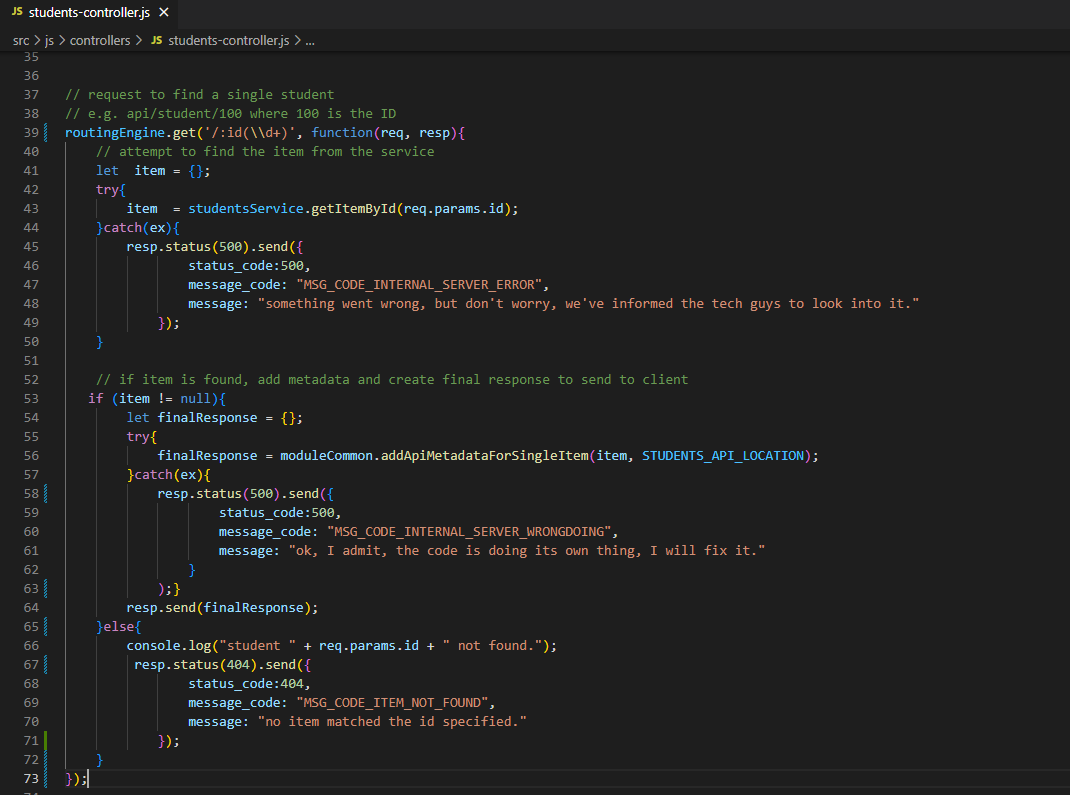 JS students-controller.js ×
src > js > controllers > JS students-controller.js > ...
35
36
37 // request to find a single student
38 // e.g. api/student/100 where 100 is the ID
39 routingEngine.get('/:id(\\d+)', function(req, resp){
40 // attempt to find the item from the service
41 let  item = {};
42 try{
43 item  = studentsService.getItemById(req.params.id);
44 }catch(ex){
45 resp.status(500).send({
46 status_code:500,
47 message_code: "MSG_CODE_INTERNAL_SERVER_ERROR",
48 message: "something went wrong, but don't worry, we've informed the tech guys to look into it."
49 });
50 }
51
52 // if item is found, add metadata and create final response to send to client
53 if (item != null){
54 let finalResponse = {};
55 try{
56 finalResponse = moduleCommon.addApiMetadataForSingleItem(item, STUDENTS_API_LOCATION);
57 }catch(ex){
58 resp.status(500).send({
59 status_code:500,
60 message_code: "MSG_CODE_INTERNAL_SERVER_WRONGDOING",
61 message: "ok, I admit, the code is doing its own thing, I will fix it."
62 }
63 );}
64 resp.send(finalResponse);
65 }else{
66 console.log("student " + req.params.id + " not found.");
67 resp.status(404).send({
68 status_code:404,
69 message_code: "MSG_CODE_ITEM_NOT_FOUND",
70 message: "no item matched the id specified."
71 });
72 }
73 });